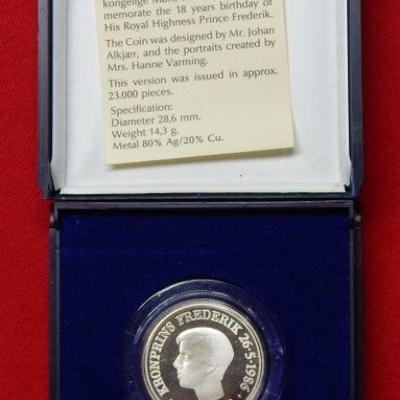 kongelige Mønt
memorate the 18 years birthday of
His Royal Highness Prince Frederik.
The Coin was designed by Mr. Johan
Alkjær, and the portraits created by
Mrs. Hanne Varming.
This version was issued in approx.
23.000 pieces.
Specification:
Diameter 28,6 mm.
Weight 14,3 g.
Metal 80% Ag/20% Cu.
KRONPRINS FREDERIK 26·5·1986